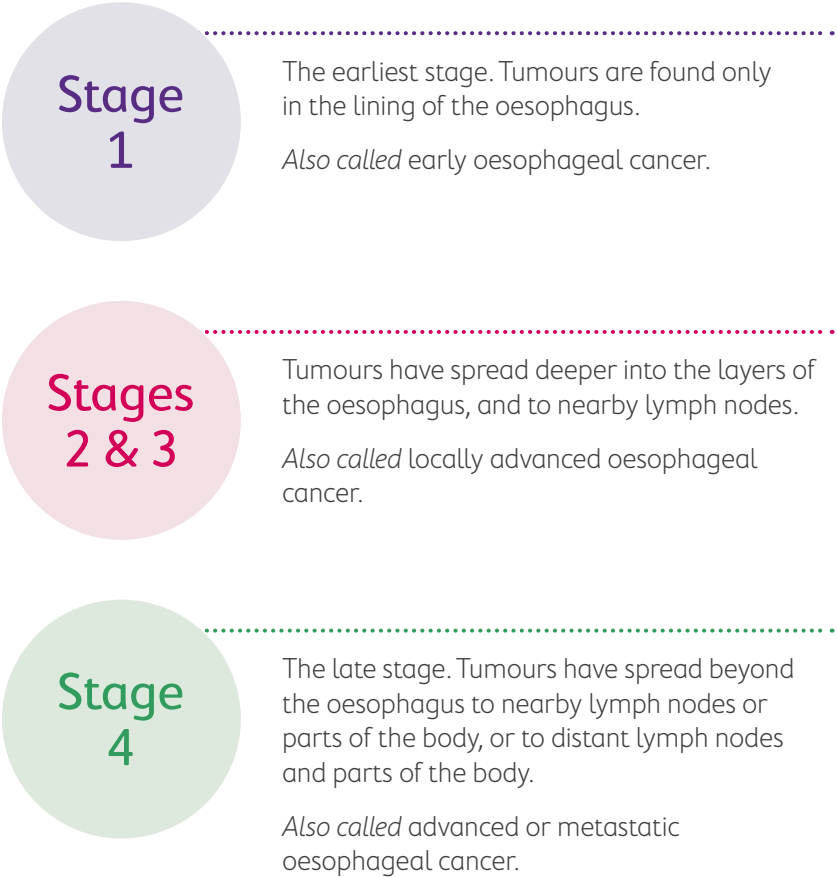 Stage
1
The earliest stage. Tumours are found only
in the lining of the oesophagus.
Also called early oesophageal cancer.
Stages
2 & 3
Tumours have spread deeper into the layers of
the oesophagus, and to nearby lymph nodes.
Also called locally advanced oesophageal
cancer.
Stage
4
The late stage. Tumours have spread beyond
the oesophagus to nearby lymph nodes or
parts of the body, or to distant lymph nodes
and parts of the body.
Also called advanced or metastatic
oesophageal cancer.